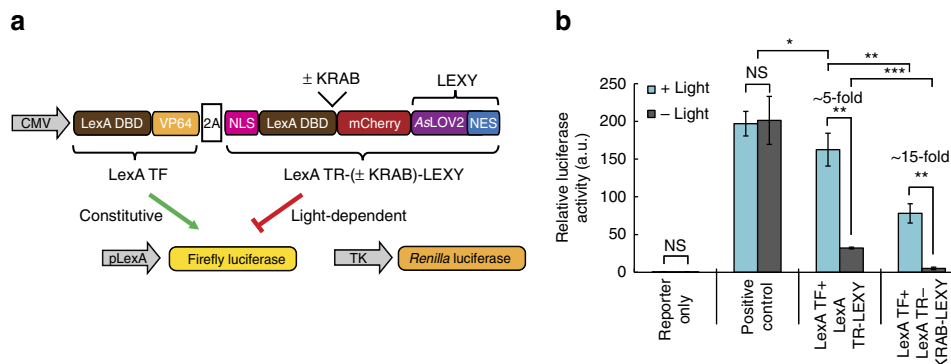 a
± KRAB
LEXY
CMV
LexA DBD
VP64
2A
NLS
LexA DBD
mCherry
AsLOV2
NES
LexA TF
LexA TR-(± KRAB)-LEXY
Constitutive
Light-dependent
pLexA
Firefly luciferase
TK
Renilla luciferase
b
Relative luciferase
activity (a.u.)
250
200
150
100
50
0
+ Light
– Light
NS
NS
*
~5-fold
**
**
***
~15-fold
**
Reporter
only
Positive
control
LexA TF+
LexA
TR-LEXY
LexA TF+
LexA TR–
KRAB-LEXY